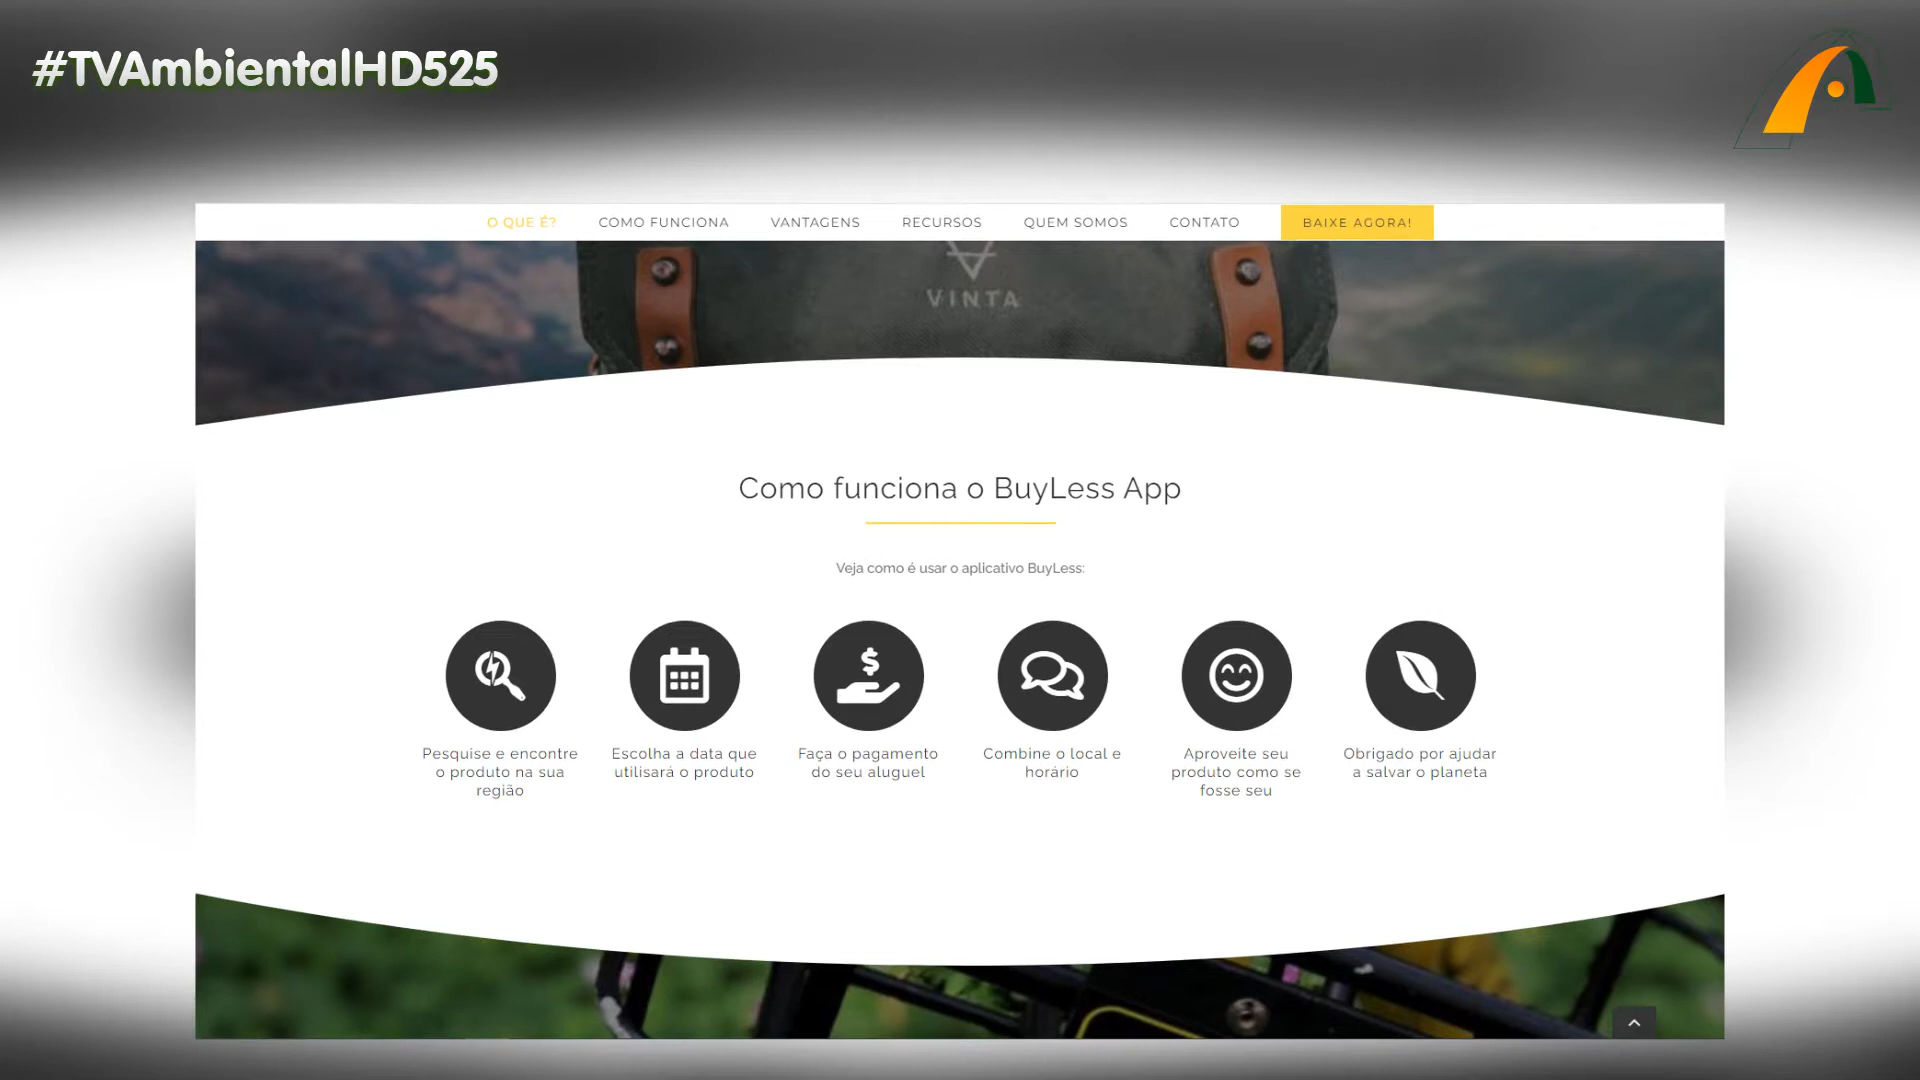 #TVAmbientalHD525
O QUE É? COMO FUNCIONA VANTAGENS RECURSOS QUEM SOMOS CONTATO BAIXE AGORA!
VINTA
Como funciona o BuyLess App
Veja como é usar o aplicativo BuyLess:
Pesquise e encontre
o produto na sua
região
Escolha a data que
utilisará o produto
Faça o pagamento
do seu aluguel
Combine o local e
horário
Aproveite seu
produto como se
fosse seu
Obrigado por ajudar
a salvar o planeta